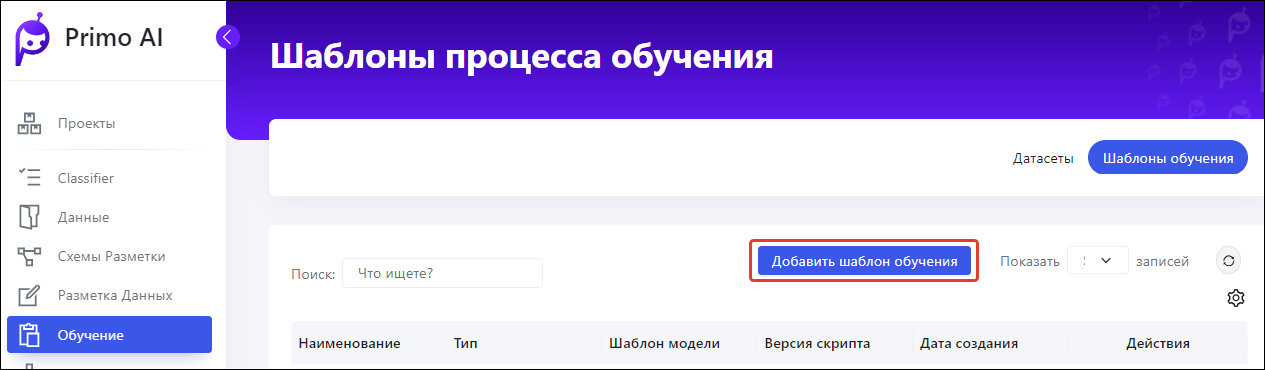 Primo AI
Шаблоны процесса обучения
Проекты
Classifier
Данные
Схемы Разметки
Разметка Данных
Обучение
Датасеты Шаблоны обучения
Поиск: Что ищете? Добавить шаблон обучения Показать записей
Наименование Тип Шаблон модели Версия скрипта Дата создания Действия